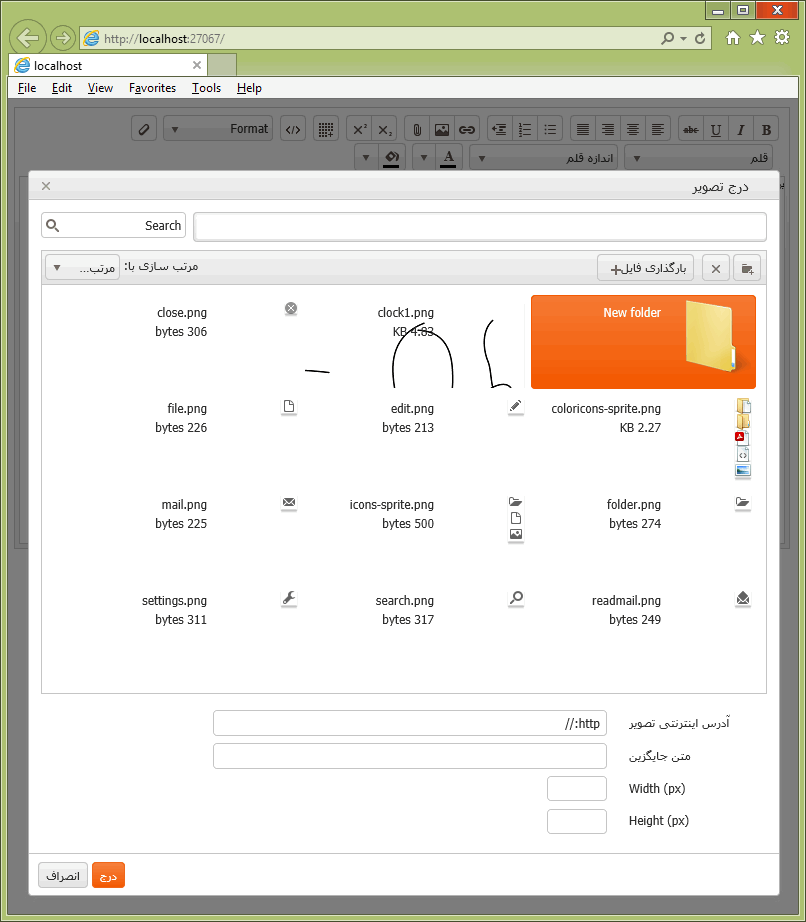 http://localhost:27067/
localhost
File Edit View Favorites Tools Help
Format
abc U I B
A
اندازه قلم
قلم
درج تصویر
Search
مرتب سازی با:
مرتب...
بارگذاری فایل
New folder
clock1.png
KB 4.83
close.png
bytes 306
coloricons-sprite.png
KB 2.27
edit.png
bytes 213
file.png
bytes 226
folder.png
bytes 274
icons-sprite.png
bytes 500
mail.png
bytes 225
readmail.png
bytes 249
search.png
bytes 317
settings.png
bytes 311
آدرس اینترنتی تصویر
//:http
متن جایگزین
Width (px)
Height (px)
درج
انصراف